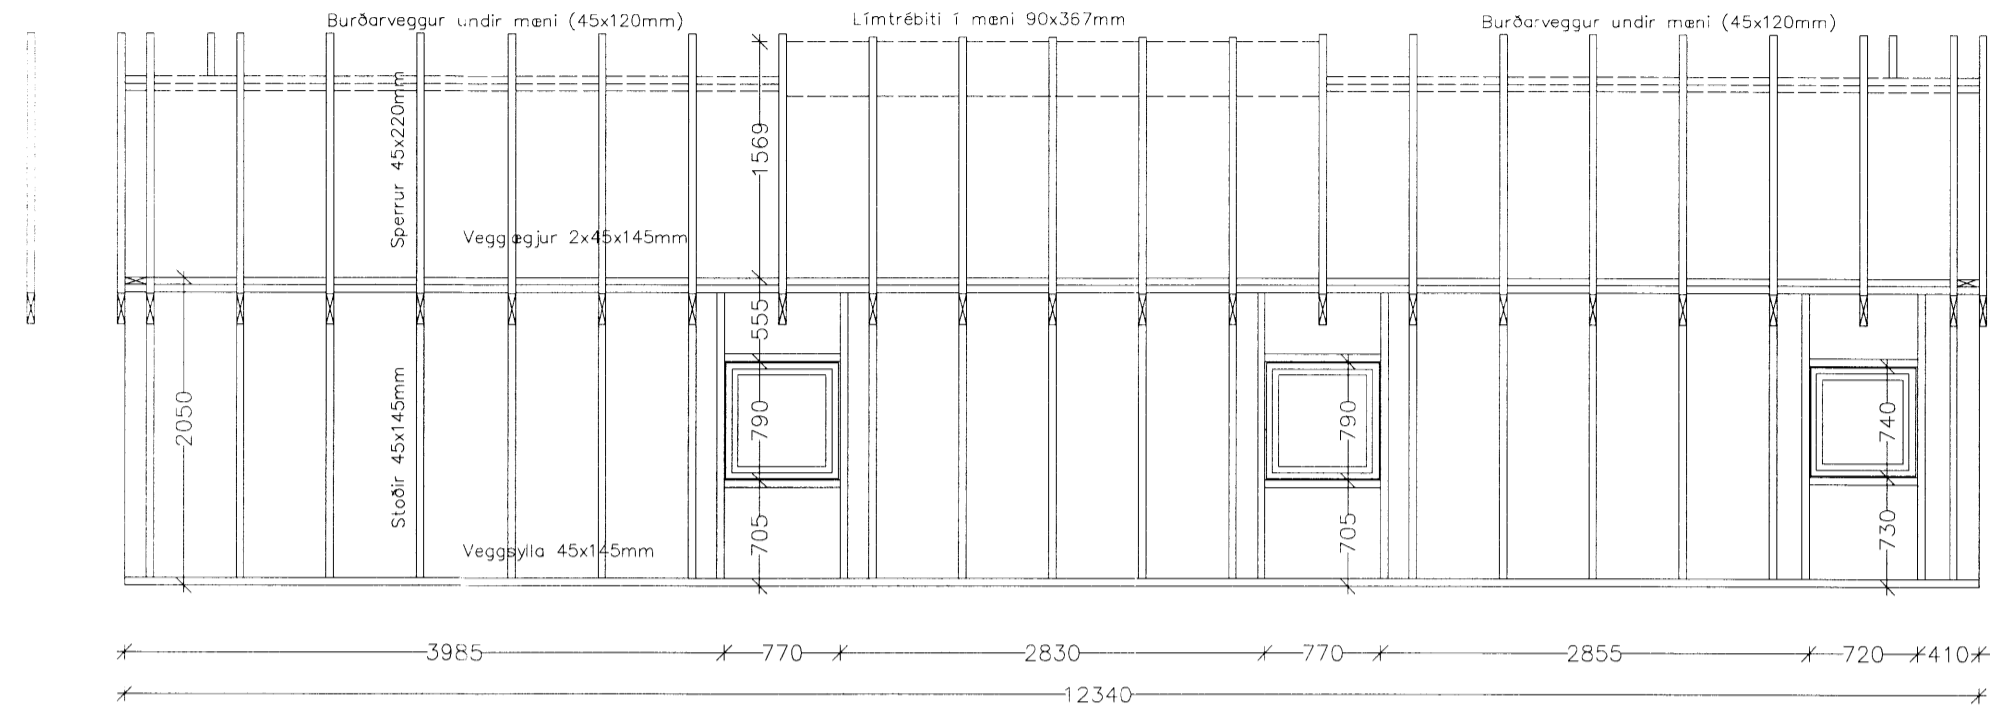 Burðarveggur undir mæni (45x120mm)
Límtrébiti í mæni 90x367mm
Burðarveggur undir mæni (45x120mm)
Sperrur 45x220mm
1569
Vegglægjur 2x45x145mm
555
2050
Stoðir 45x145mm
790
790
740
Veggsylla 45x145mm
705
705
730
3985
770
2830
770
2855
720
410
12340